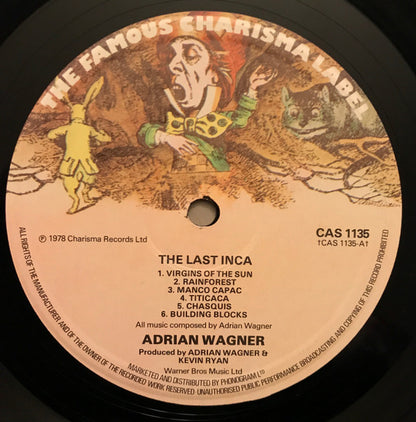 THE FAMOUS CHARISMA LABEL
℗ 1978 Charisma Records Ltd
CAS 1135
†CAS 1135-A†
THE LAST INCA
1. VIRGINS OF THE SUN
2. RAINFOREST
3. MANCO CAPAC
4. TITICACA
5. CHASQUIS
6. BUILDING BLOCKS
All music composed by Adrian Wagner
ADRIAN WAGNER
Produced by ADRIAN WAGNER &
KEVIN RYAN
Warner Bros Music Ltd
MARKETED AND DISTRIBUTED BY PHONOGRAM LTD
ALL RIGHTS OF THE MANUFACTURER AND OF THE OWNER OF THE RECORDED WORK RESERVED UNAUTHORISED PUBLIC PERFORMANCE BROADCASTING AND COPYING OF THIS RECORD PROHIBITED